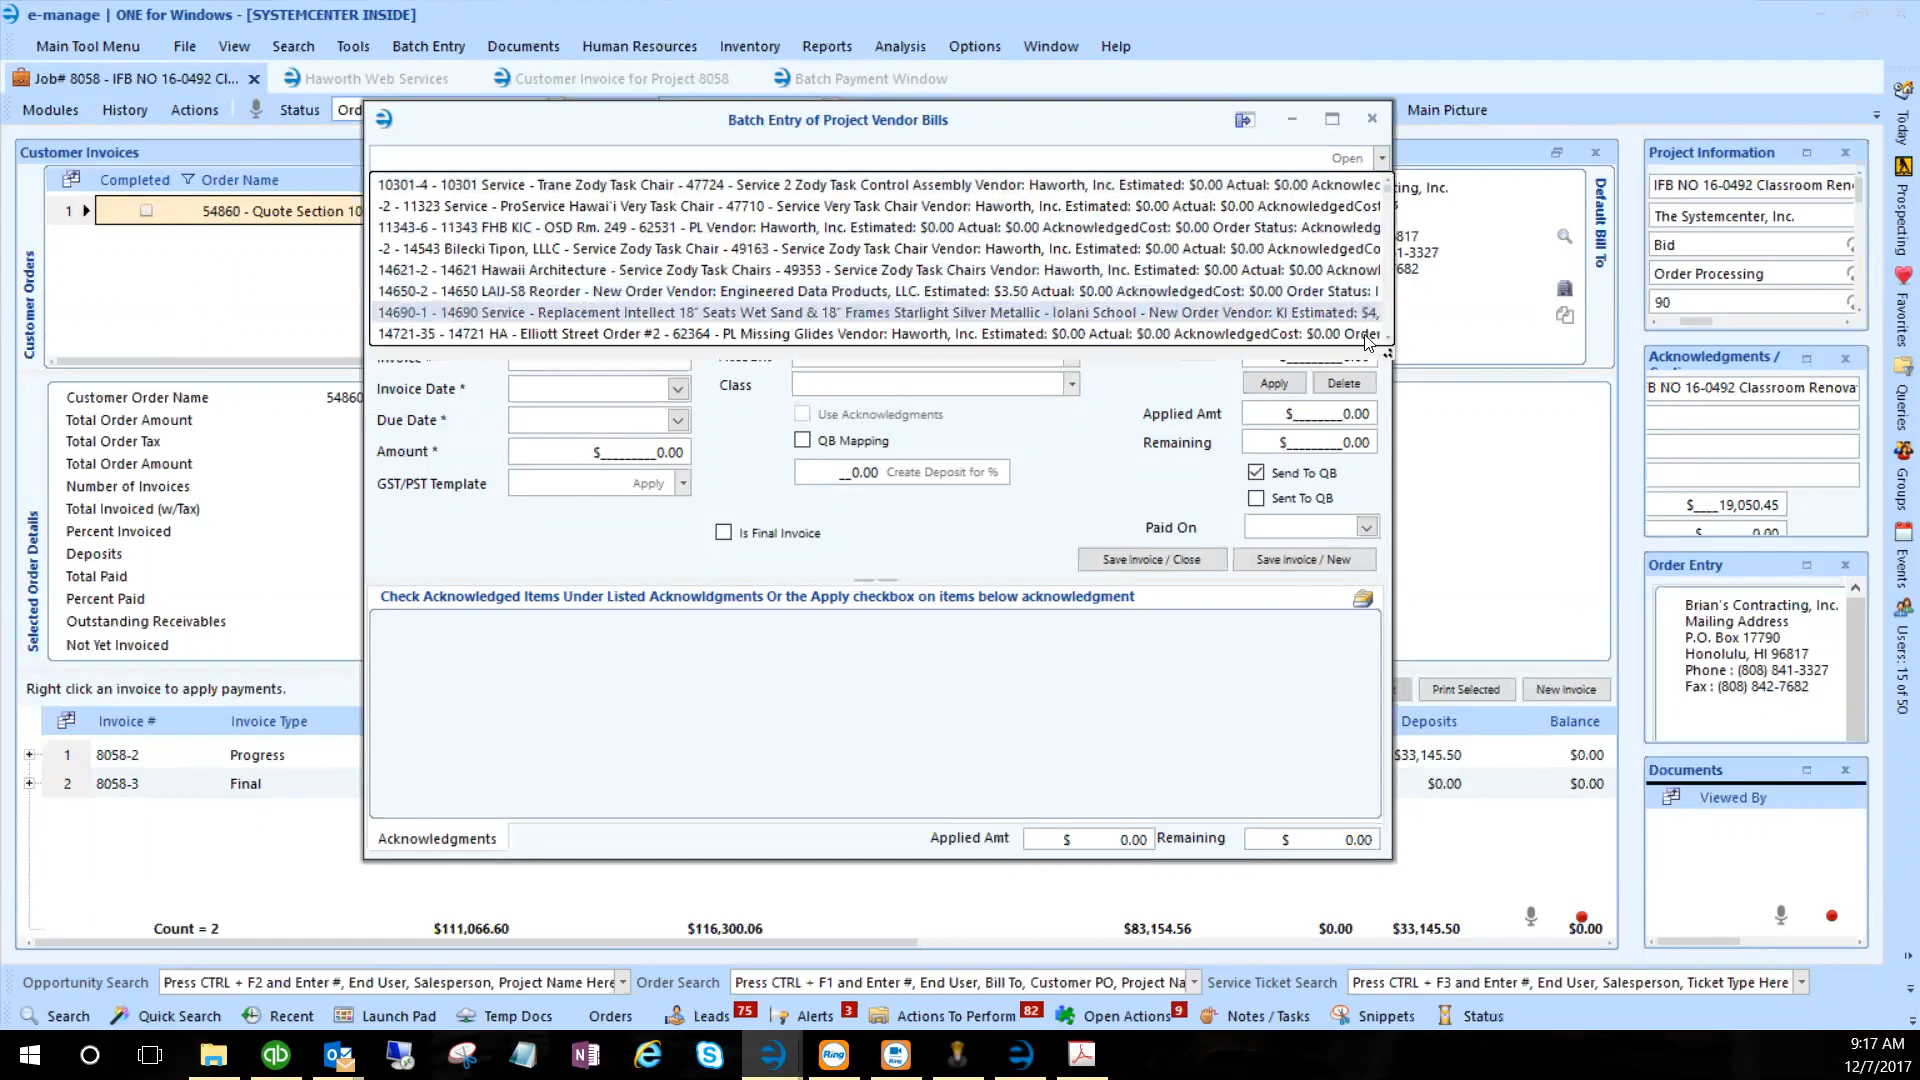 e-manage | ONE for Windows - [SYSTEMCENTER INSIDE]
Main Tool Menu File View Search Tools Batch Entry Documents Human Resources Inventory Reports Analysis Options Window Help
Job# 8058 - IFB NO 16-0492 Cl... Haworth Web Services Customer Invoice for Project 8058 Batch Payment Window
Modules History Actions Status Ord Main Picture
Batch Entry of Project Vendor Bills
Open
10301-4 - 10301 Service - Trane Zody Task Chair - 47724 - Service 2 Zody Task Control Assembly Vendor: Haworth, Inc. Estimated: $0.00 Actual: $0.00 Acknowlec
-2 - 11323 Service - ProService Hawai`i Very Task Chair - 47710 - Service Very Task Chair Vendor: Haworth, Inc. Estimated: $0.00 Actual: $0.00 AcknowledgedCost
11343-6 - 11343 FHB KIC - OSD Rm. 249 - 62531 - PL Vendor: Haworth, Inc. Estimated: $0.00 Actual: $0.00 AcknowledgedCost: $0.00 Order Status: Acknowledg
-2 - 14543 Bilecki Tipon, LLLC - Service Zody Task Chair - 49163 - Service Zody Task Chair Vendor: Haworth, Inc. Estimated: $0.00 Actual: $0.00 AcknowledgedCo
14621-2 - 14621 Hawaii Architecture - Service Zody Task Chairs - 49353 - Service Zody Task Chairs Vendor: Haworth, Inc. Estimated: $0.00 Actual: $0.00 Acknowl
14650-2 - 14650 LAIJ-S8 Reorder - New Order Vendor: Engineered Data Products, LLC. Estimated: $3.50 Actual: $0.00 AcknowledgedCost: $0.00 Order Status: I
14690-1 - 14690 Service - Replacement Intellect 18" Seats Wet Sand & 18" Frames Starlight Silver Metallic - Iolani School - New Order Vendor: KI Estimated: $4,
14721-35 - 14721 HA - Elliott Street Order #2 - 62364 - PL Missing Glides Vendor: Haworth, Inc. Estimated: $0.00 Actual: $0.00 AcknowledgedCost: $0.00 Order
Invoice Date *
Class
Apply Delete
Due Date *
Use Acknowledgments
Applied Amt $________0.00
Amount * $_________0.00
QB Mapping
Remaining $________0.00
GST/PST Template Apply
__0.00 Create Deposit for %
Send To QB
Sent To QB
Is Final Invoice
Paid On
Save Invoice / Close Save Invoice / New
Check Acknowledged Items Under Listed Acknowldgments Or the Apply checkbox on items below acknowledgment
Acknowledgments
Applied Amt $ 0.00 Remaining $ 0.00
Customer Invoices
Completed Order Name
1 54860 - Quote Section 10
Customer Orders
Customer Order Name 54860
Total Order Amount
Total Order Tax
Total Order Amount
Number of Invoices
Total Invoiced (w/Tax)
Percent Invoiced
Deposits
Total Paid
Percent Paid
Outstanding Receivables
Not Yet Invoiced
Selected Order Details
Right click an invoice to apply payments.
Print Selected New Invoice
Invoice # Invoice Type Deposits Balance
1 8058-2 Progress $33,145.50 $0.00
2 8058-3 Final $0.00 $0.00
Count = 2 $111,066.60 $116,300.06 $83,154.56 $0.00 $33,145.50 $0.00
ting, Inc.
817
1-3327
7682
Default Bill To
Project Information
IFB NO 16-0492 Classroom Ren
The Systemcenter, Inc.
Bid
Order Processing
90
Acknowledgments /
B NO 16-0492 Classroom Renova
$____19,050.45
0.00
Order Entry
Brian's Contracting, Inc.
Mailing Address
P.O. Box 17790
Honolulu, HI 96817
Phone : (808) 841-3327
Fax : (808) 842-7682
Documents
Viewed By
Today
Prospecting
Favorites
Queries
Groups
Events
Users: 15 of 50
Opportunity Search Press CTRL + F2 and Enter #, End User, Salesperson, Project Name Here Order Search Press CTRL + F1 and Enter #, End User, Bill To, Customer PO, Project Na Service Ticket Search Press CTRL + F3 and Enter #, End User, Salesperson, Ticket Type Here
Search Quick Search Recent Launch Pad Temp Docs Orders Leads 75 Alerts 3 Actions To Perform 82 Open Actions 9 Notes / Tasks Snippets Status
Ring Ring
9:17 AM
12/7/2017